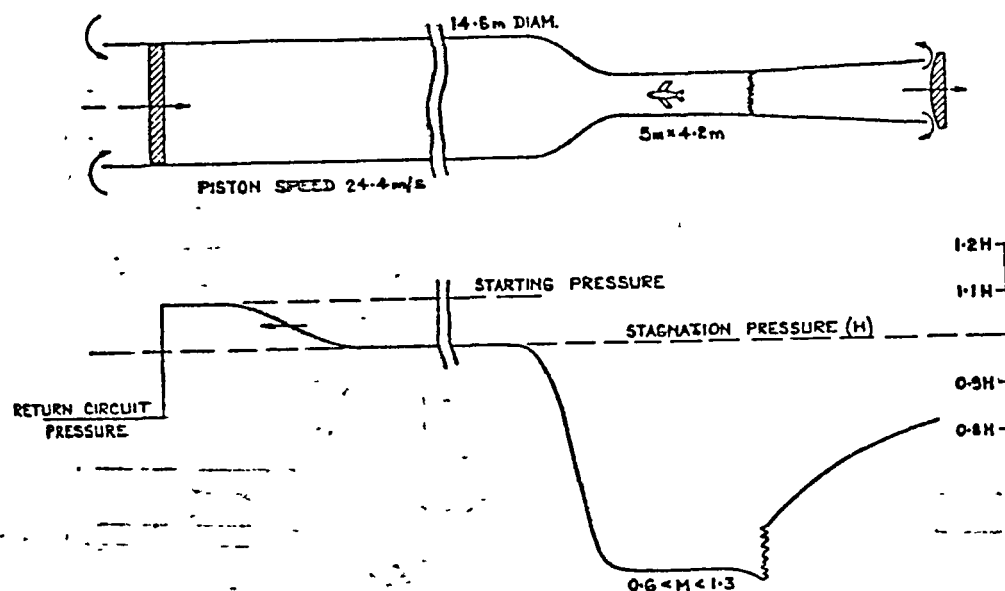 14·6m DIAM.
5m × 4·2m
PISTON SPEED 24·4m/s
1·2H
STARTING PRESSURE
1·1H
STAGNATION PRESSURE (H)
0·9H
RETURN CIRCUIT
PRESSURE
0·8H
0·6 < M < 1·3